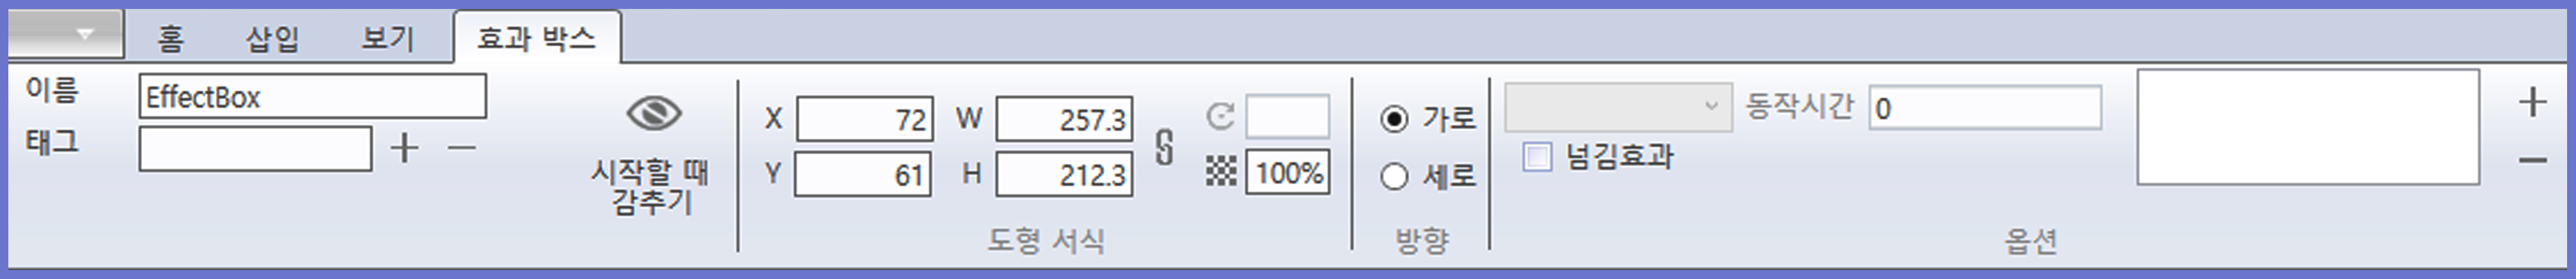 홈 삽입 보기 효과 박스
이름 EffectBox
태그
시작할 때
감추기
X 72 W 257.3
Y 61 H 212.3
100%
도형 서식
가로
세로
방향
동작시간 0
넘김효과
옵션